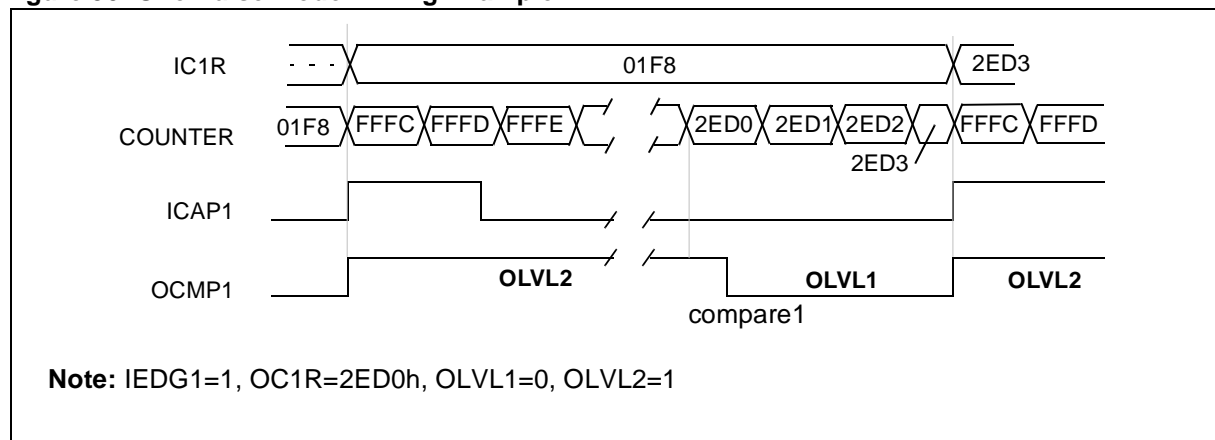 IC1R - - - 01F8 2ED3
COUNTER 01F8 FFFC FFFD FFFE 2ED0 2ED1 2ED2 FFFC FFFD
2ED3
ICAP1
OCMP1 OLVL2 OLVL1 OLVL2
compare1
Note: IEDG1=1, OC1R=2ED0h, OLVL1=0, OLVL2=1